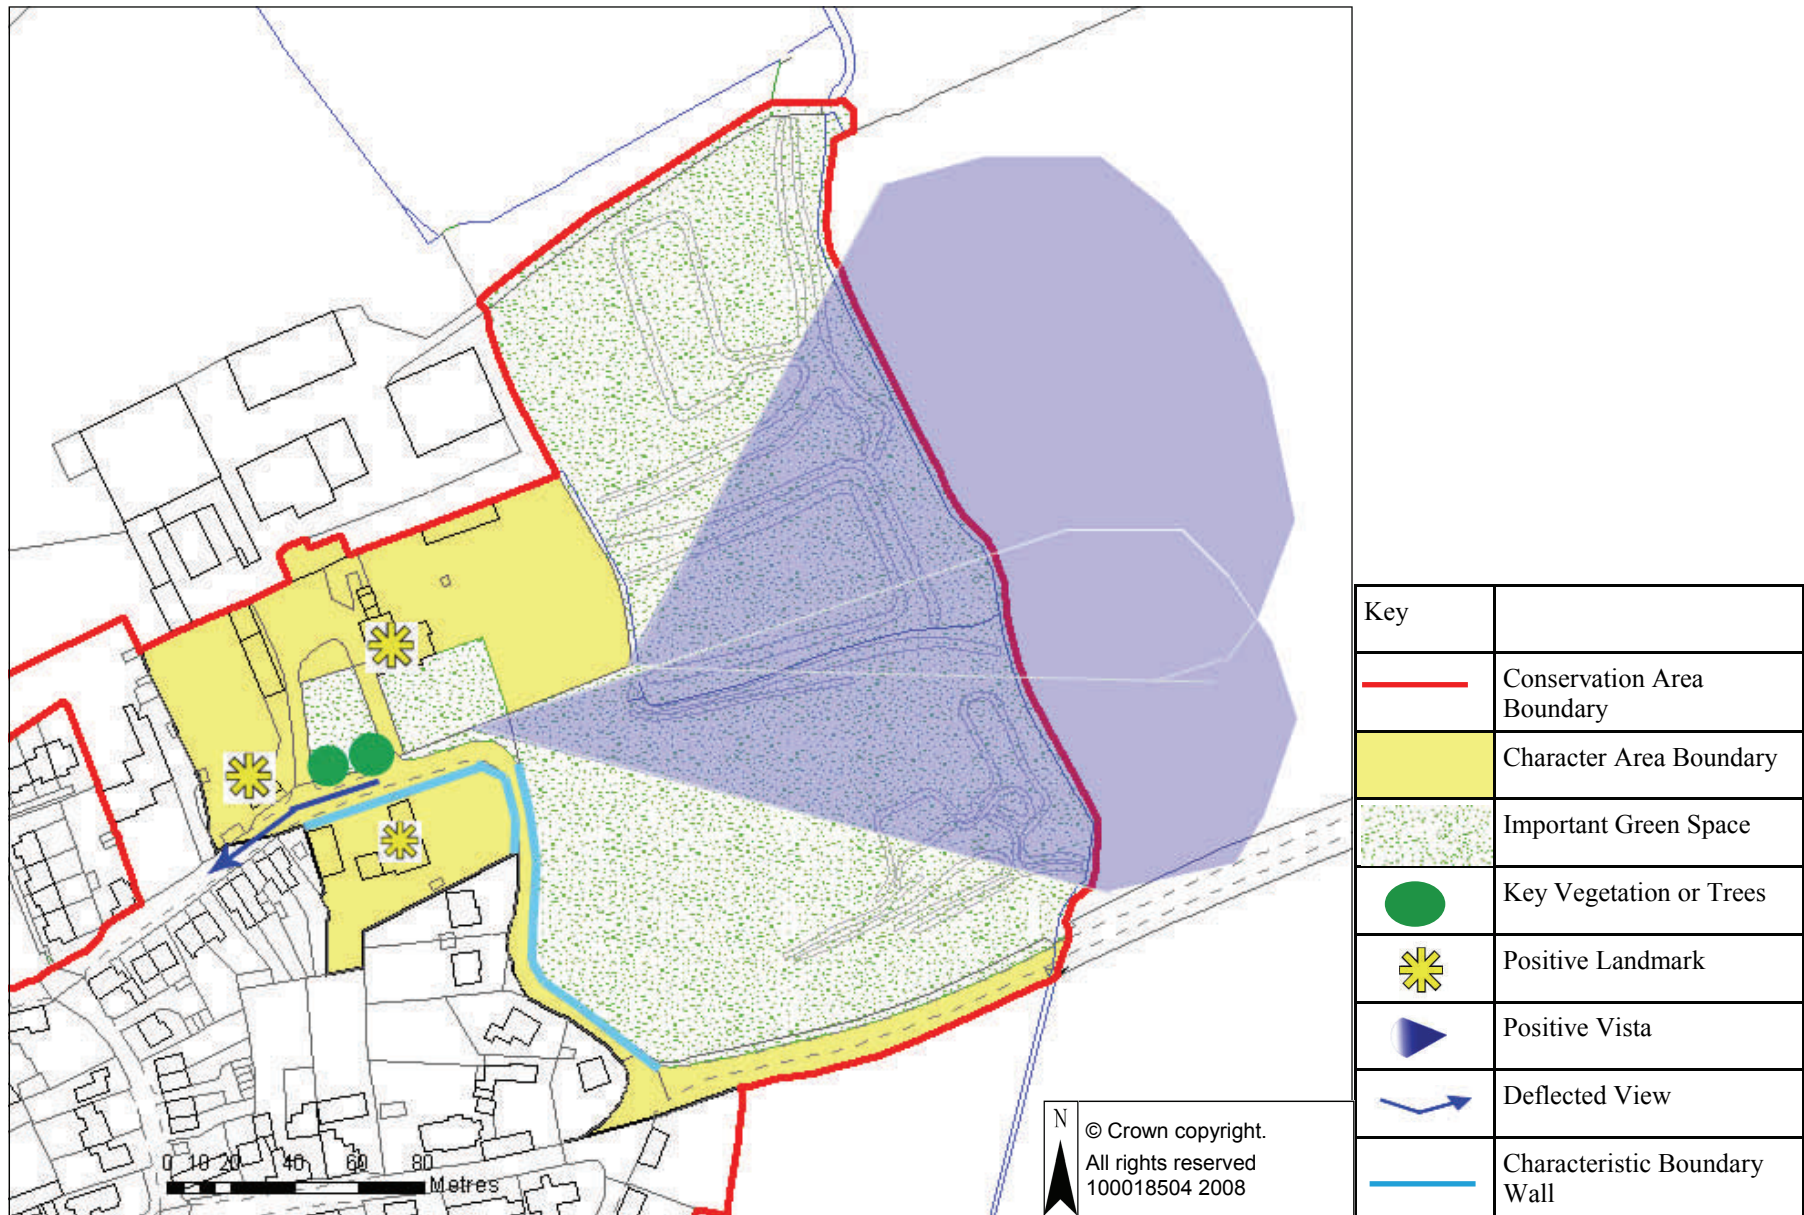 Key
Conservation Area
Boundary
Character Area Boundary
Important Green Space
Key Vegetation or Trees
Positive Landmark
Positive Vista
Deflected View
Characteristic Boundary
Wall
N
© Crown copyright.
All rights reserved
100018504 2008
0 10 20 40 60 80
Metres